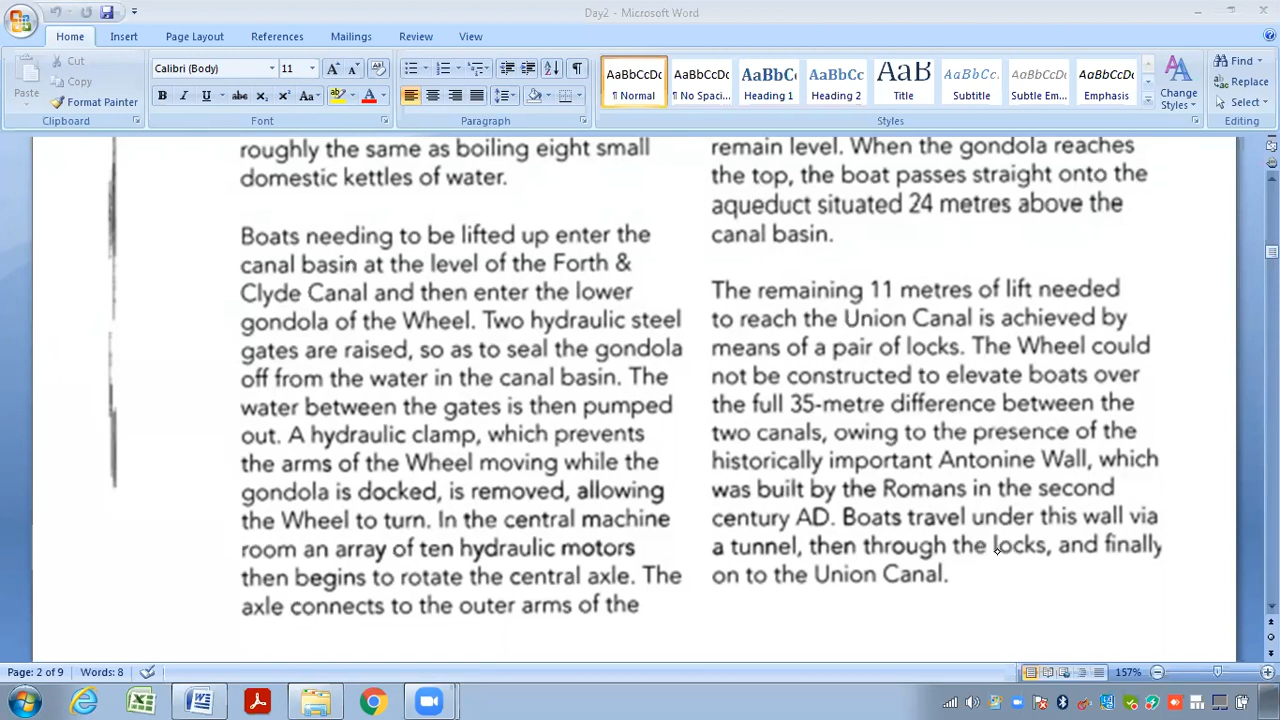 Day2 - Microsoft Word
Home Insert Page Layout References Mailings Review View
Paste
Cut
Copy
Format Painter
Clipboard
Calibri (Body) 11
Font
Paragraph
AaBbCcDc AaBbCcDc AaBbC AaBbCc AaB AaBbCc. AaBbCcDc AaBbCcDc
¶ Normal ¶ No Spaci... Heading 1 Heading 2 Title Subtitle Subtle Em... Emphasis
Styles
Change
Styles
Find
Replace
Select
Editing
roughly the same as boiling eight small
domestic kettles of water.
Boats needing to be lifted up enter the
canal basin at the level of the Forth &
Clyde Canal and then enter the lower
gondola of the Wheel. Two hydraulic steel
gates are raised, so as to seal the gondola
off from the water in the canal basin. The
water between the gates is then pumped
out. A hydraulic clamp, which prevents
the arms of the Wheel moving while the
gondola is docked, is removed, allowing
the Wheel to turn. In the central machine
room an array of ten hydraulic motors
then begins to rotate the central axle. The
axle connects to the outer arms of the
remain level. When the gondola reaches
the top, the boat passes straight onto the
aqueduct situated 24 metres above the
canal basin.
The remaining 11 metres of lift needed
to reach the Union Canal is achieved by
means of a pair of locks. The Wheel could
not be constructed to elevate boats over
the full 35-metre difference between the
two canals, owing to the presence of the
historically important Antonine Wall, which
was built by the Romans in the second
century AD. Boats travel under this wall via
a tunnel, then through the locks, and finally
on to the Union Canal.
Page: 2 of 9 Words: 8 157%